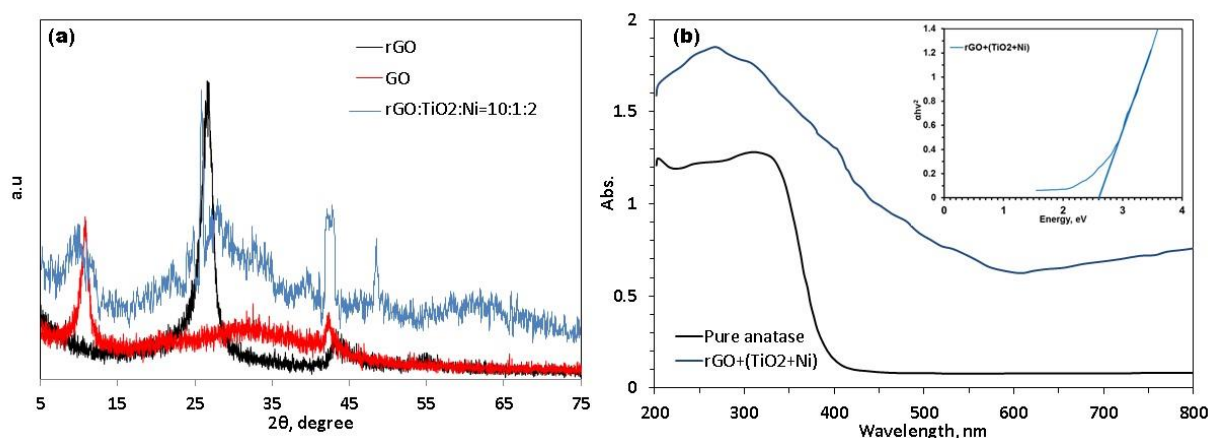 (a)
rGO
GO
rGO:TiO2:Ni=10:1:2
a.u
5 15 25 35 45 55 65 75
2θ, degree
(b)
2
1.5
1
0.5
0
Abs.
Pure anatase
rGO+(TiO2+Ni)
200 300 400 500 600 700 800
Wavelength, nm
rGO+(TiO2+Ni)
1.4
1.2
1
0.8
0.6
0.4
0.2
0
αhv²
0 1 2 3 4
Energy, eV